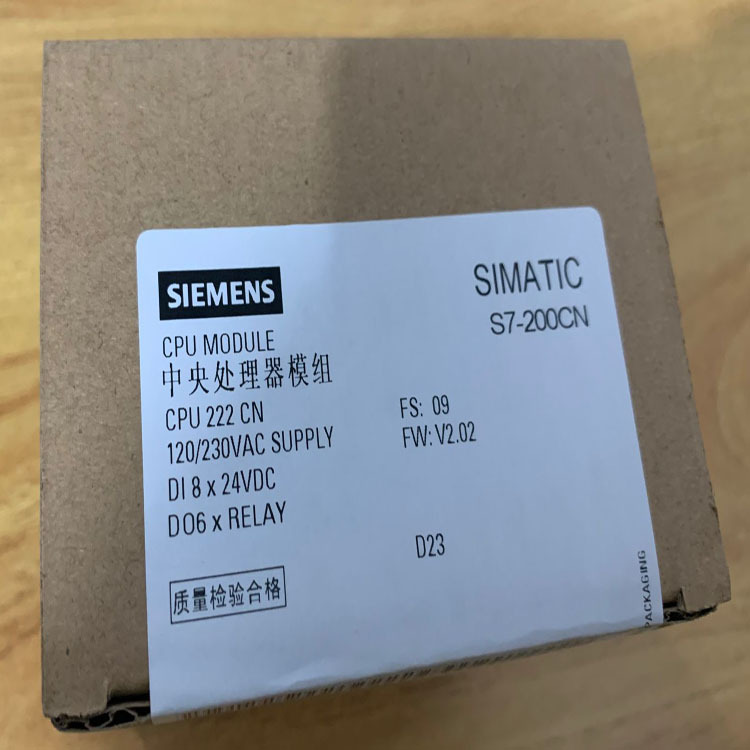 SIEMENS
SIMATIC
S7-200CN
CPU MODULE
中央处理器模组
CPU 222 CN
FS: 09
120/230VAC SUPPLY
FW: V2.02
DI 8 x 24VDC
DO6 x RELAY
D23
质量检验合格
PACKAGING